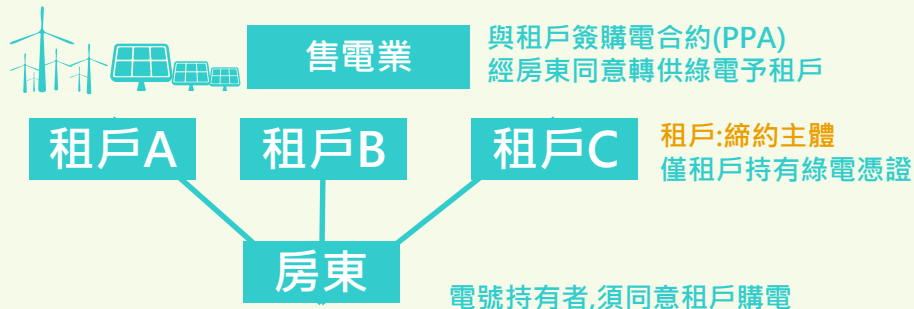 售電業
與租戶簽購電合約(PPA)
經房東同意轉供綠電予租戶
租戶A
租戶B
租戶C
租戶:締約主體
僅租戶持有綠電憑證
房東
電號持有者,須同意租戶購電